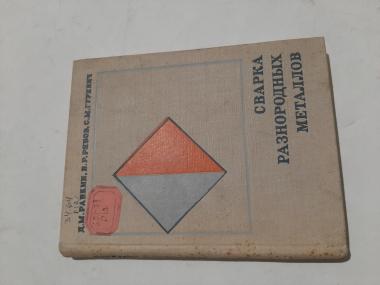 Д.М.РАБКИН, В.Р.РЯБОВ, С.М.ГУРЕВИЧ
СВАРКА
РАЗНОРОДНЫХ
МЕТАЛЛОВ